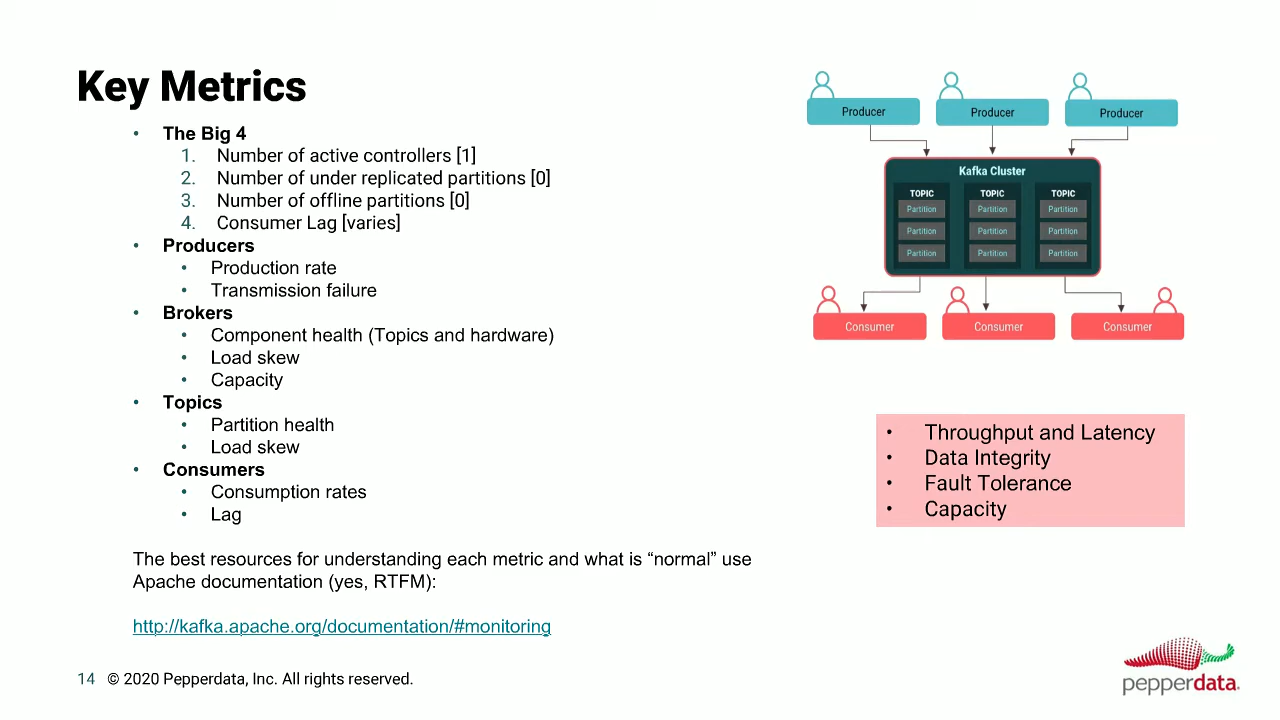 Key Metrics
• The Big 4
1. Number of active controllers [1]
2. Number of under replicated partitions [0]
3. Number of offline partitions [0]
4. Consumer Lag [varies]
• Producers
• Production rate
• Transmission failure
• Brokers
• Component health (Topics and hardware)
• Load skew
• Capacity
• Topics
• Partition health
• Load skew
• Consumers
• Consumption rates
• Lag
The best resources for understanding each metric and what is “normal” use
Apache documentation (yes, RTFM):
http://kafka.apache.org/documentation/#monitoring
Producer Producer Producer
Kafka Cluster
TOPIC TOPIC TOPIC
Partition Partition Partition
Partition Partition Partition
Partition Partition Partition
Consumer Consumer Consumer
• Throughput and Latency
• Data Integrity
• Fault Tolerance
• Capacity
14 © 2020 Pepperdata, Inc. All rights reserved.
pepperdata.